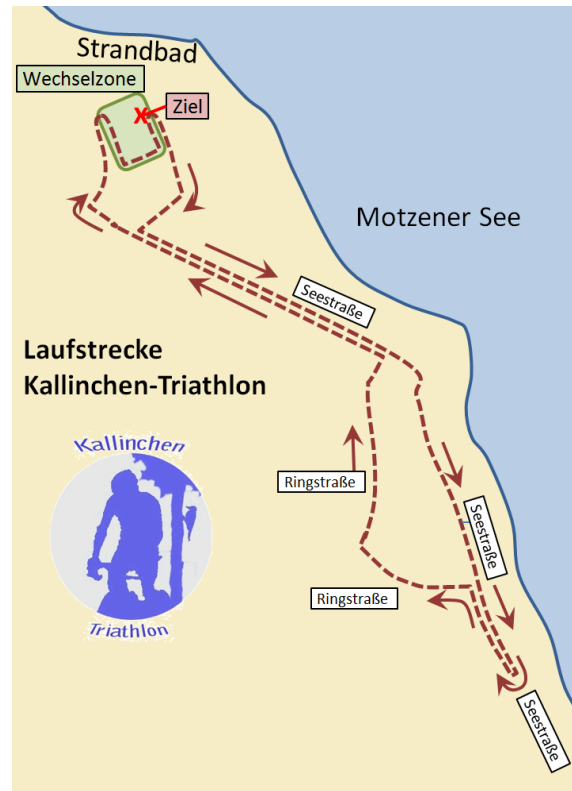 Strandbad
Wechselzone
Ziel
Motzener See
Seestraße
Laufstrecke
Kallinchen-Triathlon
Kallinchen
Triathlon
Ringstraße
Seestraße
Ringstraße
Seestraße